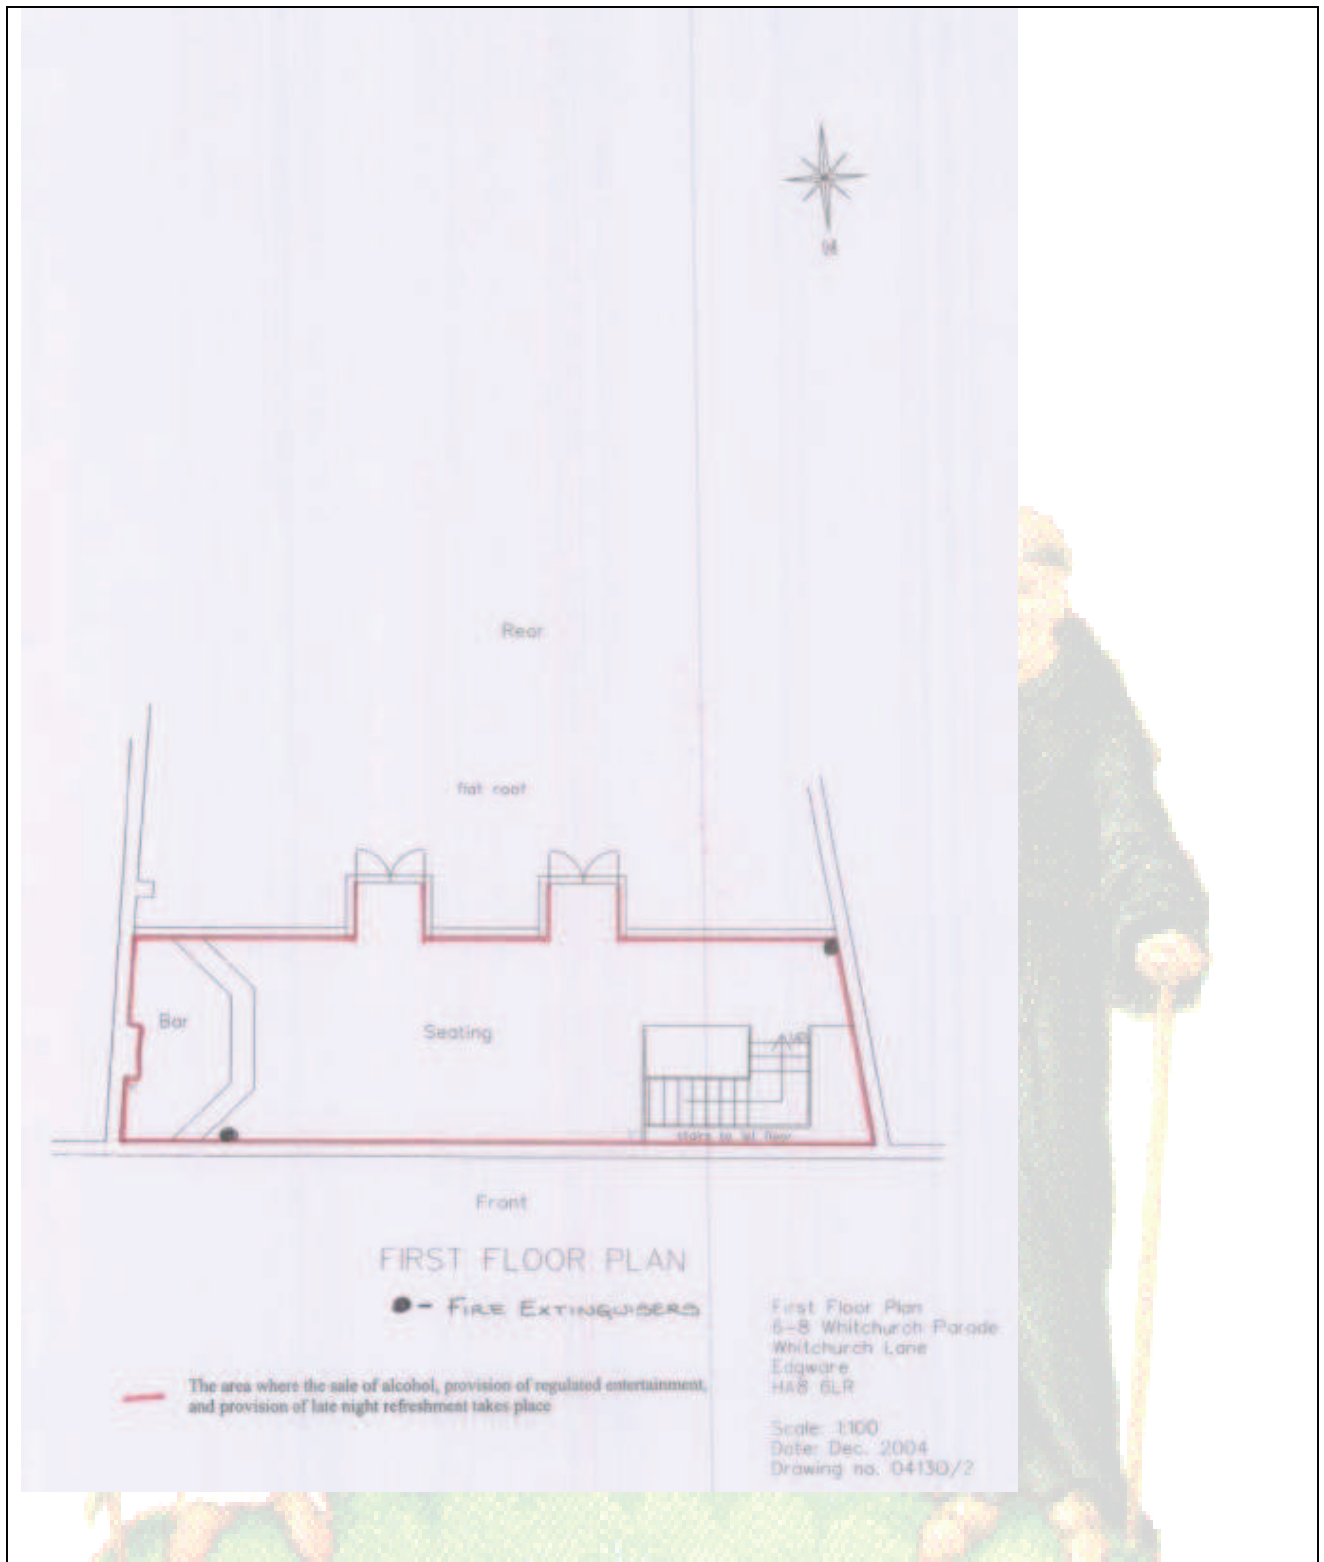 Rear
flat roof
Bar
Seating
UP
stairs to 1st floor
Front
FIRST FLOOR PLAN
- FIRE EXTINGUISERS
The area where the sale of alcohol, provision of regulated entertainment,
and provision of late night refreshment takes place
First Floor Plan
6-8 Whitchurch Parade
Whitchurch Lane
Edgware
HA8 6LR
Scale: 1:100
Date: Dec. 2004
Drawing no. 04130/2